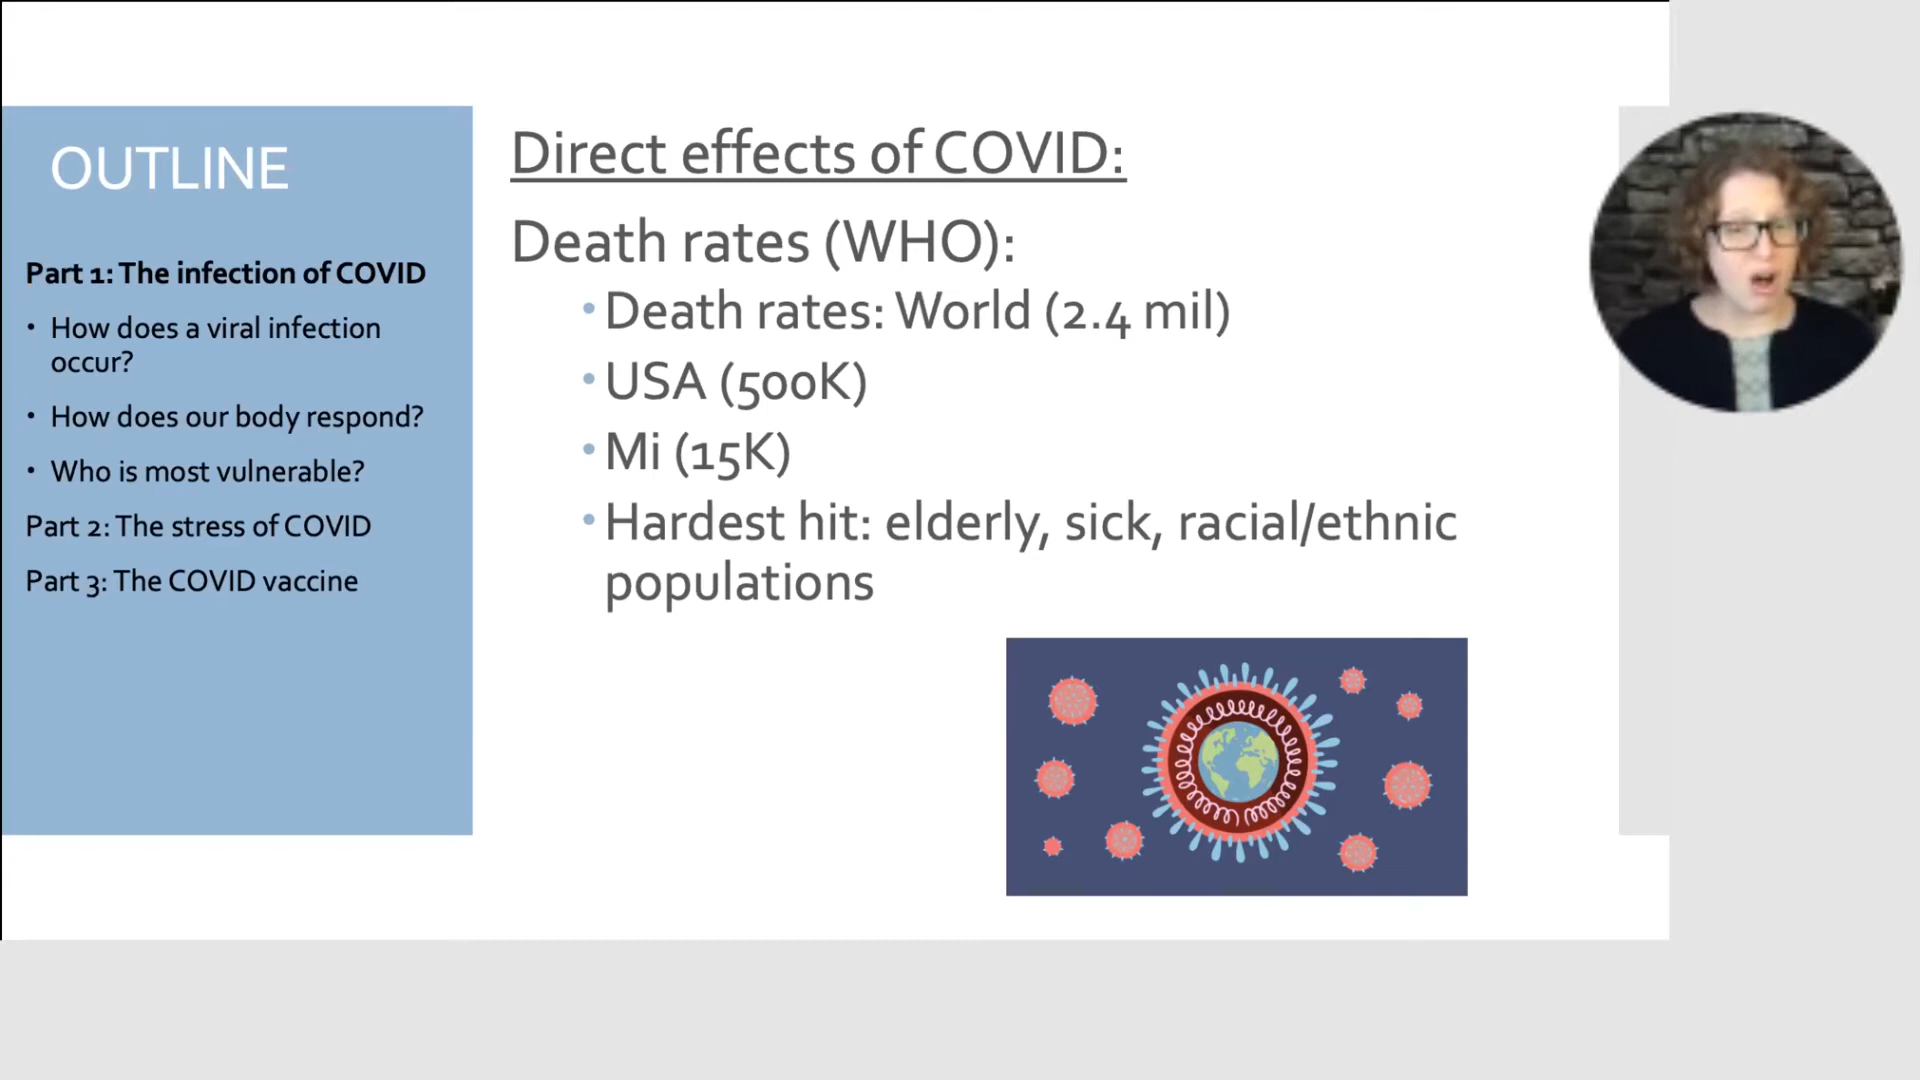 OUTLINE
Part 1: The infection of COVID
• How does a viral infection
occur?
• How does our body respond?
• Who is most vulnerable?
Part 2: The stress of COVID
Part 3: The COVID vaccine
Direct effects of COVID:
Death rates (WHO):
• Death rates: World (2.4 mil)
• USA (500K)
• Mi (15K)
• Hardest hit: elderly, sick, racial/ethnic
populations